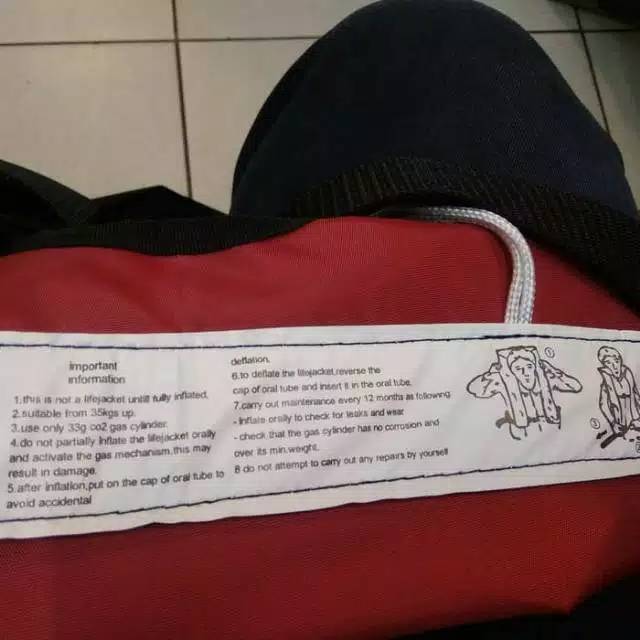 important
information
1.this is not a lifejacket untill fully inflated,
2.suitable from 35kgs up.
3.use only 33g co2 gas cylinder.
4.do not partially inflate the lifejacket orally
and activate the gas mechanism,this may
result in damage.
5.after inflation,put on the cap of oral tube to
avoid accidental
deflation.
6.to deflate the lifejacket,reverse the
cap of oral tube and insert it in the oral tube.
7.carry out maintenance every 12 months as following
- inflate orally to check for leaks and wear
- check that the gas cylinder has no corrosion and
over its min.weight.
8 do not attempt to carry out any repairs by yourself
1